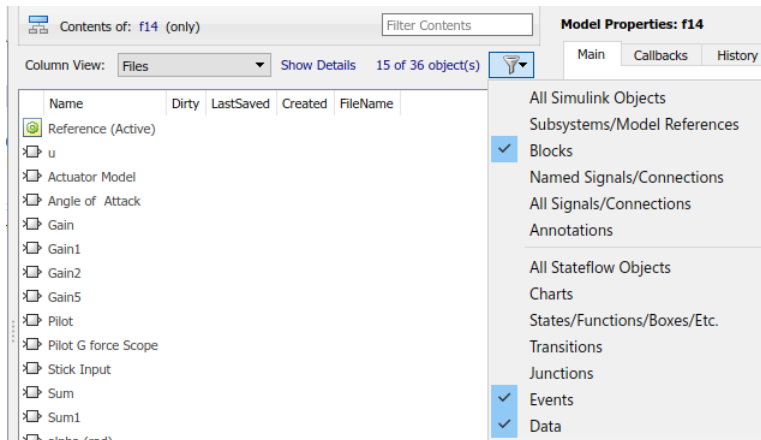 Contents of: f14 (only)
Filter Contents
Column View: Files Show Details 15 of 36 object(s)
Name Dirty LastSaved Created FileName
Reference (Active)
u
Actuator Model
Angle of Attack
Gain
Gain1
Gain2
Gain5
Pilot
Pilot G force Scope
Stick Input
Sum
Sum1
alpha (rad)
Model Properties: f14
Main Callbacks History
All Simulink Objects
Subsystems/Model References
Blocks
Named Signals/Connections
All Signals/Connections
Annotations
All Stateflow Objects
Charts
States/Functions/Boxes/Etc.
Transitions
Junctions
Events
Data